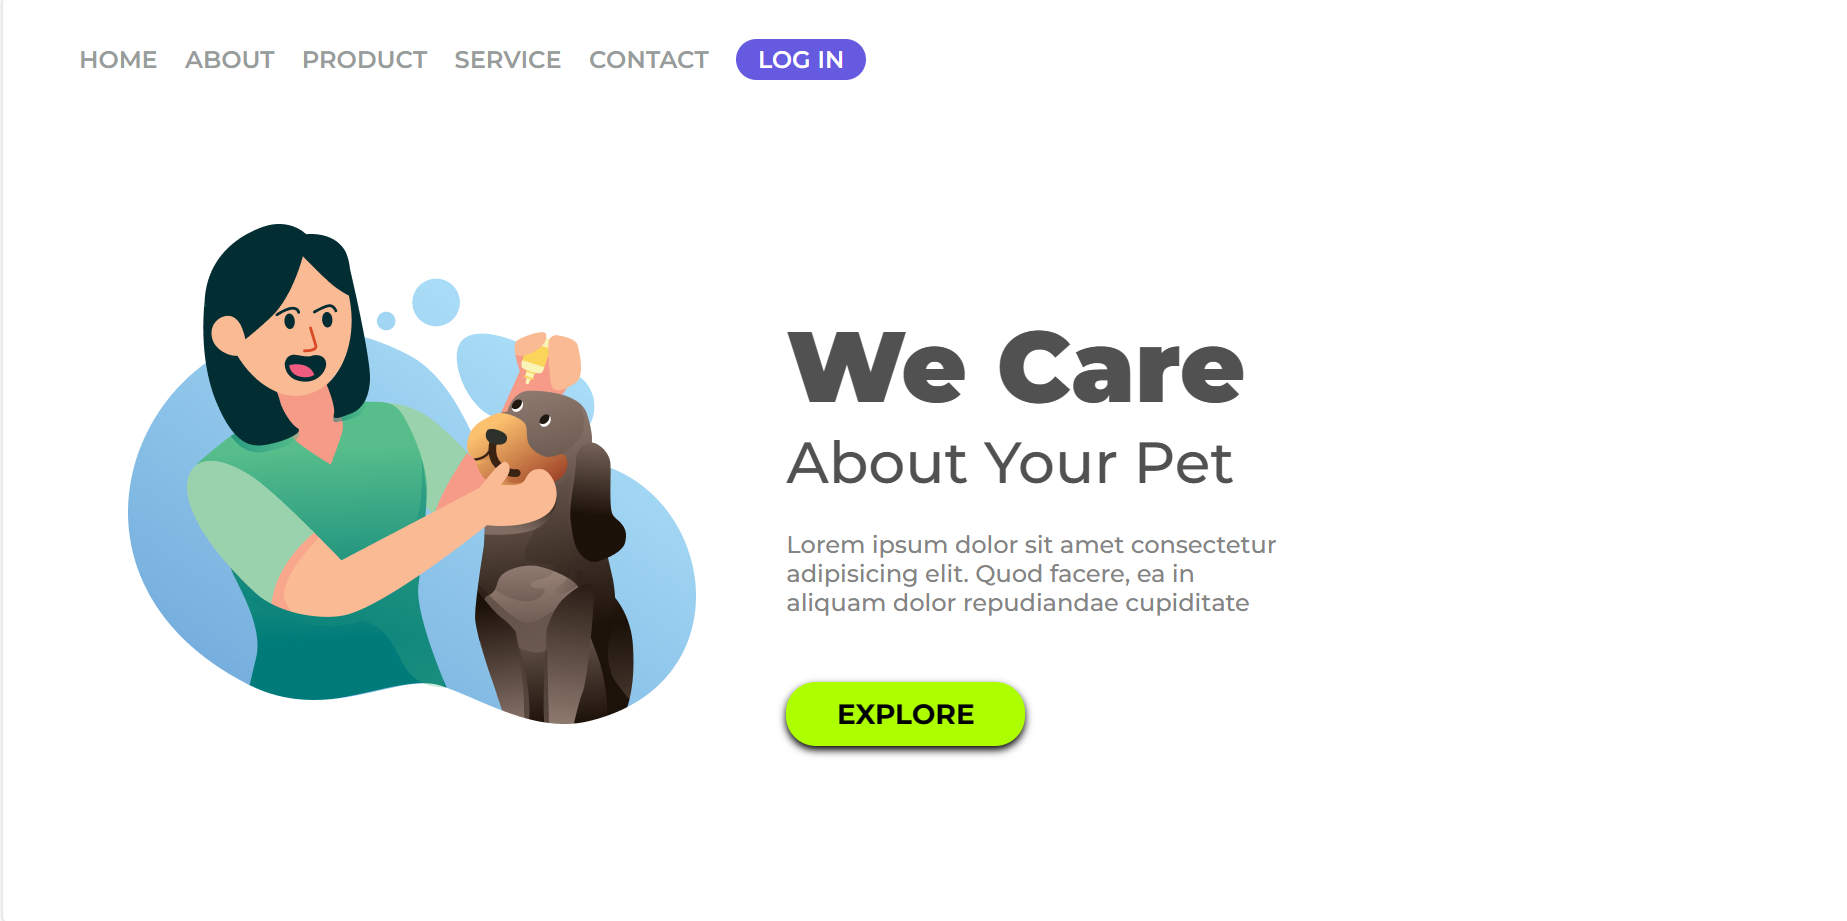 HOME ABOUT PRODUCT SERVICE CONTACT LOG IN
We Care
About Your Pet
Lorem ipsum dolor sit amet consectetur
adipisicing elit. Quod facere, ea in
aliquam dolor repudiandae cupiditate
EXPLORE